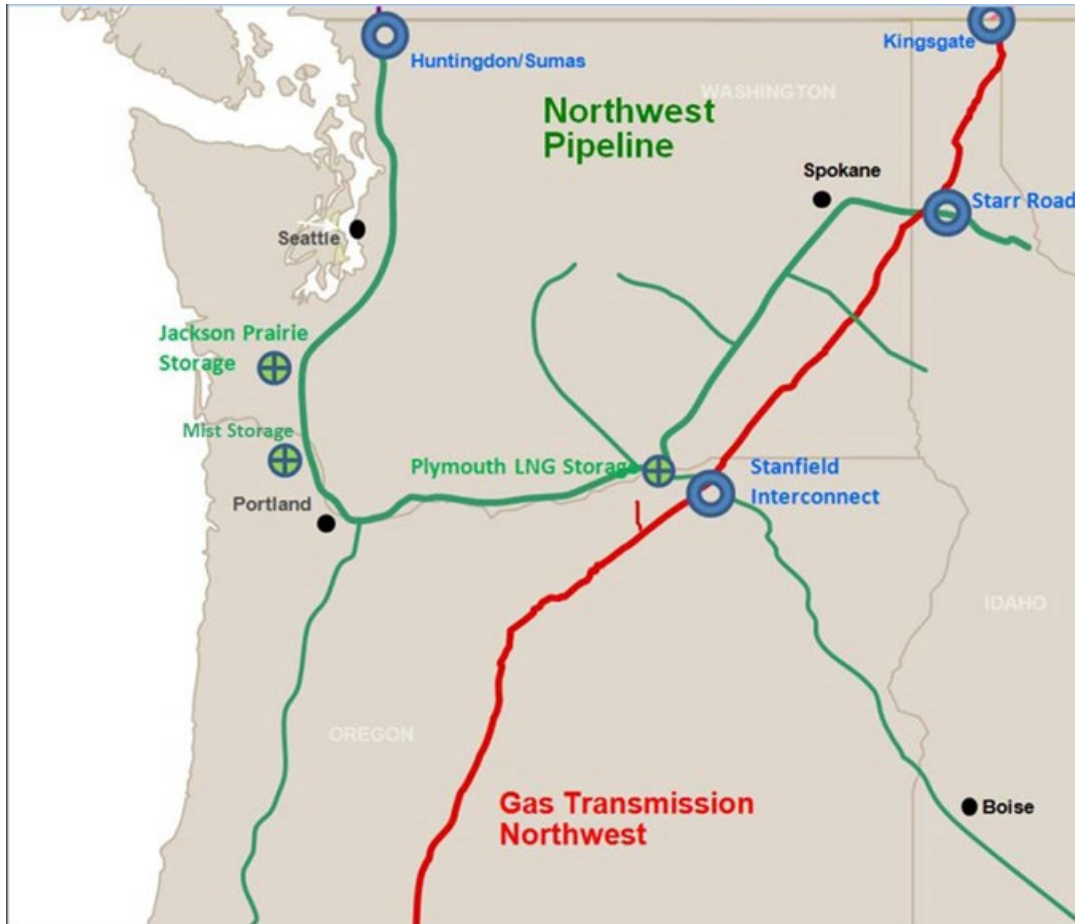 Huntingdon/Sumas
Kingsgate
WASHINGTON
Northwest
Pipeline
Spokane
Starr Road
Seattle
Jackson Prairie
Storage
Mist Storage
Plymouth LNG Storage
Stanfield
Interconnect
Portland
IDAHO
OREGON
Gas Transmission
Northwest
Boise